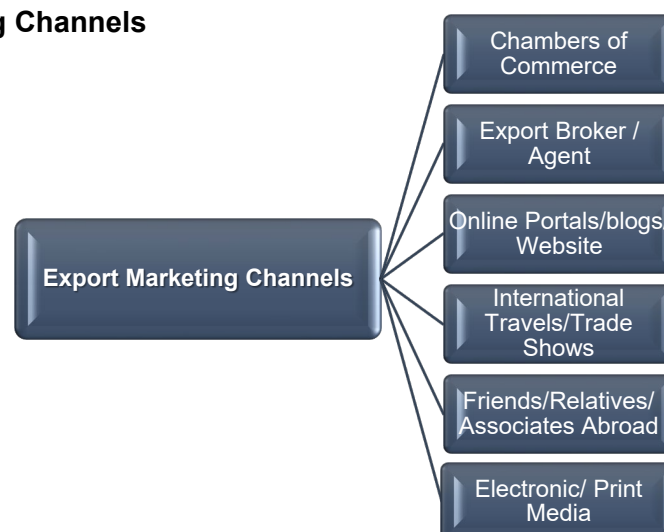 g Channels
Chambers of
Commerce
Export Broker /
Agent
Online Portals/blogs/
Website
Export Marketing Channels
International
Travels/Trade
Shows
Friends/Relatives/
Associates Abroad
Electronic/ Print
Media